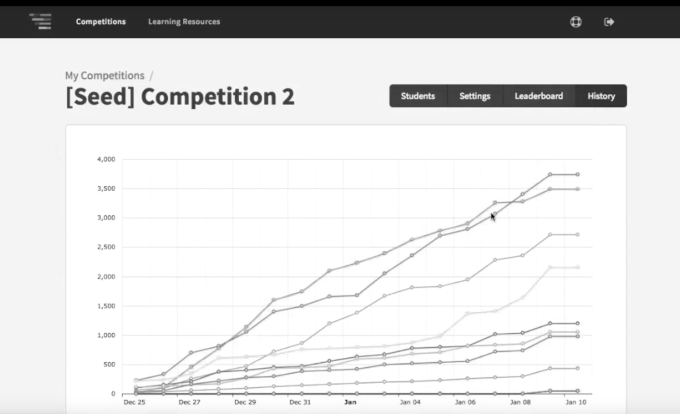 Competitions Learning Resources
My Competitions /
[Seed] Competition 2
Students Settings Leaderboard History
4,000
3,500
3,000
2,500
2,000
1,500
1,000
500
0
Dec 25 Dec 27 Dec 29 Dec 31 Jan Jan 04 Jan 06 Jan 08 Jan 10